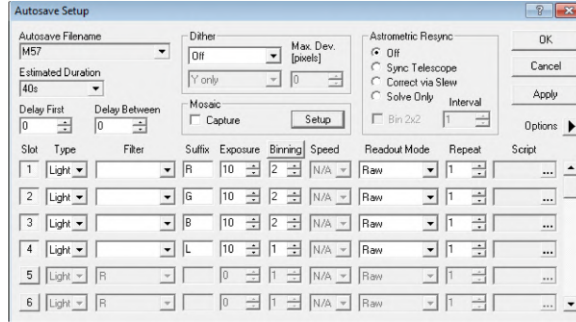 Autosave Setup
Autosave Filename
M57
Estimated Duration
40s
Delay First Delay Between
0 0
Dither
Off
Max. Dev. [pixels]
Y only 0
Mosaic
Capture Setup
Astrometric Resync
Off
Sync Telescope
Correct via Slew
Solve Only
Interval
Bin 2x2 1
OK
Cancel
Apply
Options
Slot Type Filter Suffix Exposure Binning Speed Readout Mode Repeat Script
1 Light R 10 2 N/A Raw 1 ...
2 Light G 10 2 N/A Raw 1 ...
3 Light B 10 2 N/A Raw 1 ...
4 Light L 10 1 N/A Raw 1 ...
5 Light R 0 1 N/A Raw 1 ...
6 Light R 0 1 N/A Raw 1 ...